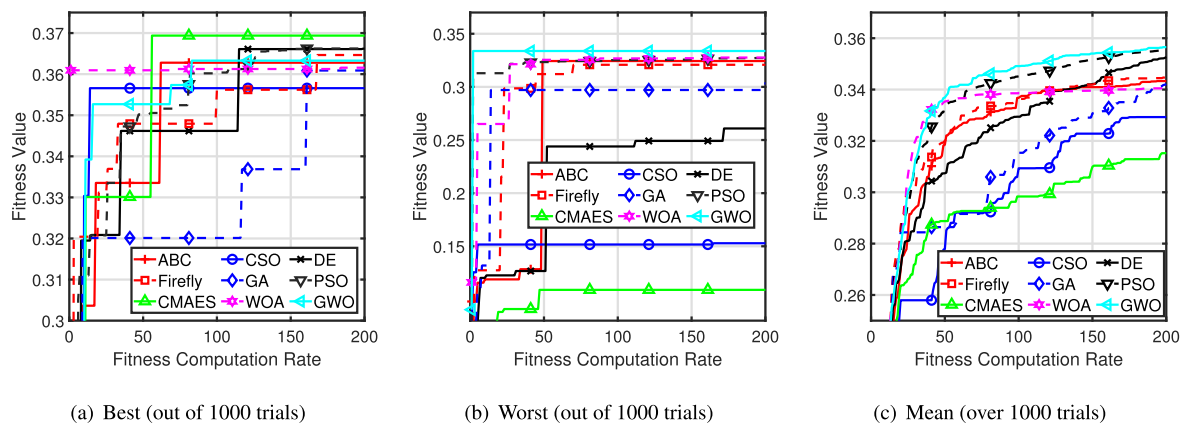 0.37
0.36
0.35
0.34
0.33
0.32
0.31
0.3
Fitness Value
0 50 100 150 200
Fitness Computation Rate
ABC CSO DE
Firefly GA PSO
CMAES WOA GWO
(a) Best (out of 1000 trials)
0.35
0.3
0.25
0.2
0.15
Fitness Value
0 50 100 150 200
Fitness Computation Rate
ABC CSO DE
Firefly GA PSO
CMAES WOA GWO
(b) Worst (out of 1000 trials)
0.36
0.34
0.32
0.3
0.28
0.26
Fitness Value
0 50 100 150 200
Fitness Computation Rate
ABC CSO DE
Firefly GA PSO
CMAES WOA GWO
(c) Mean (over 1000 trials)